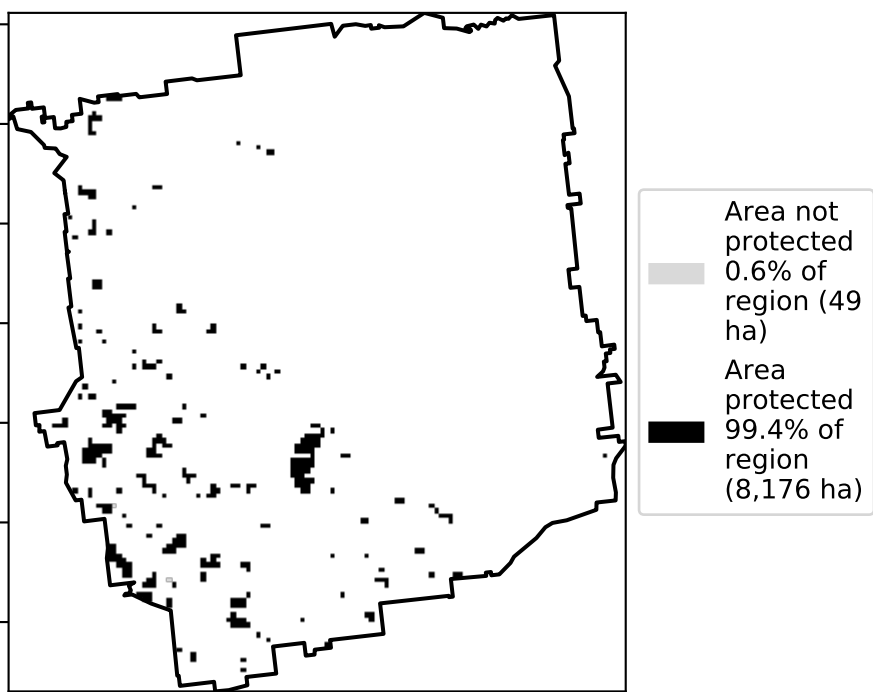 Area not
protected
0.6% of
region (49
ha)
Area
protected
99.4% of
region
(8,176 ha)